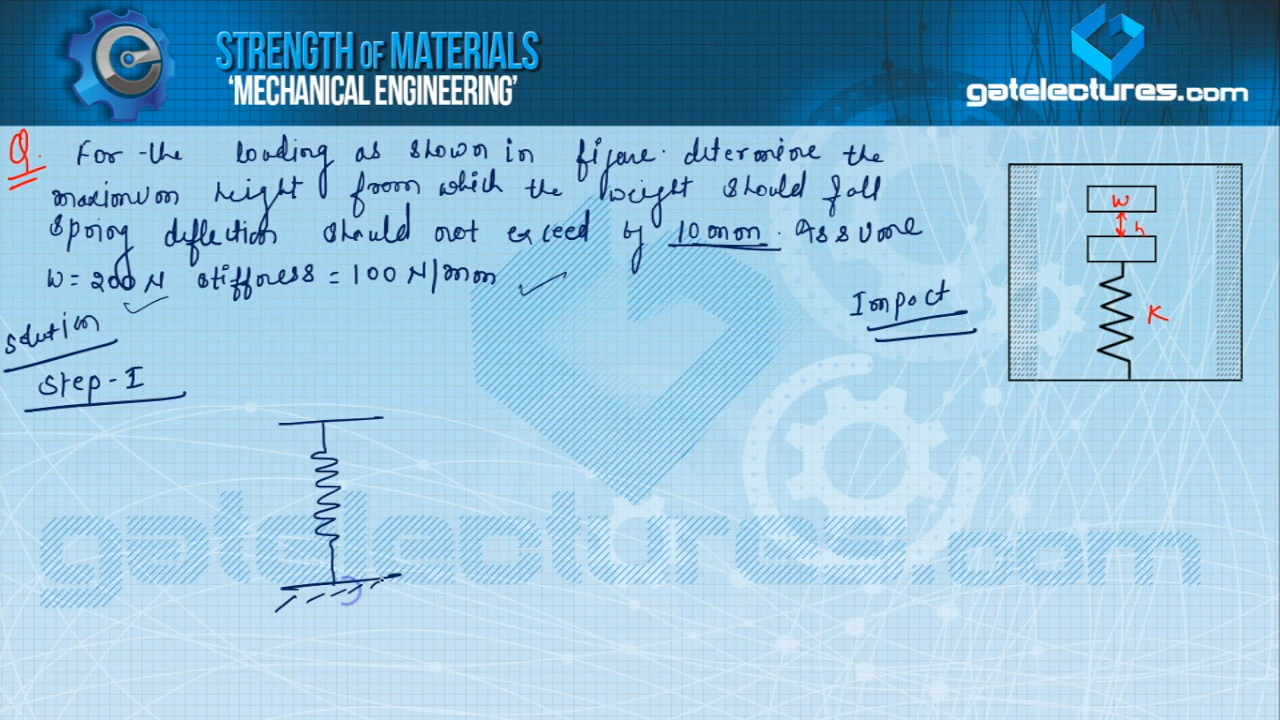 STRENGTH OF MATERIALS
'MECHANICAL ENGINEERING'
gatelectures.com
Q. For the loading as shown in figure. determine the
maximum height from which the weight should fall
spring deflection should not exceed by 10 mm. Assume
W = 200 N stiffness = 100 N/mm
Impact
Solution
Step - I
W
h
K
gatelectures.com